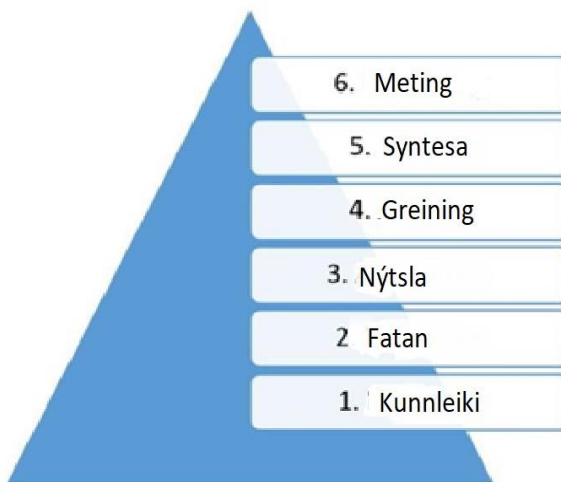 6. Meting
5. Syntesa
4. Greining
3. Nýtsla
2 Fatan
1. Kunnleiki